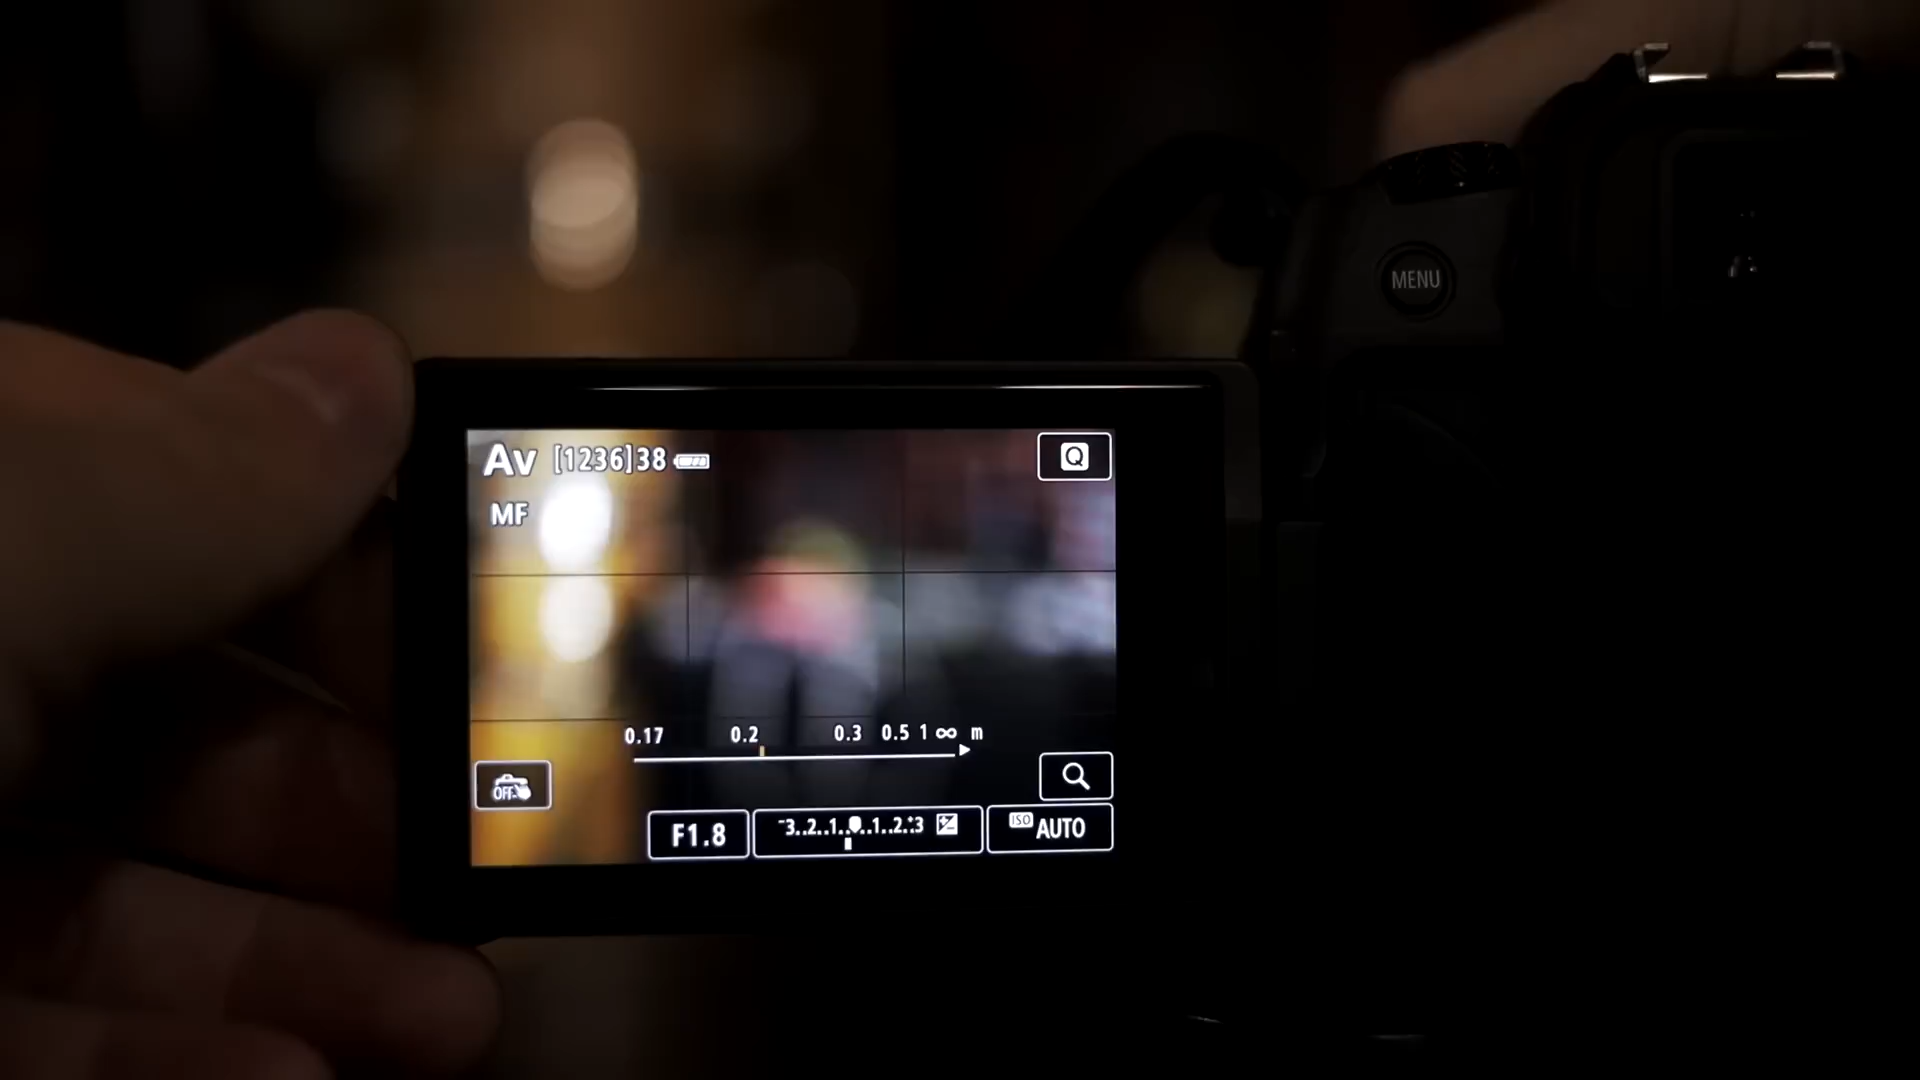 MENU
Av [1236]38
Q
MF
0.17 0.2 0.3 0.5 1 ∞ m
OFF
F1.8 -3..2..1..0..1..2..+3 ISO AUTO